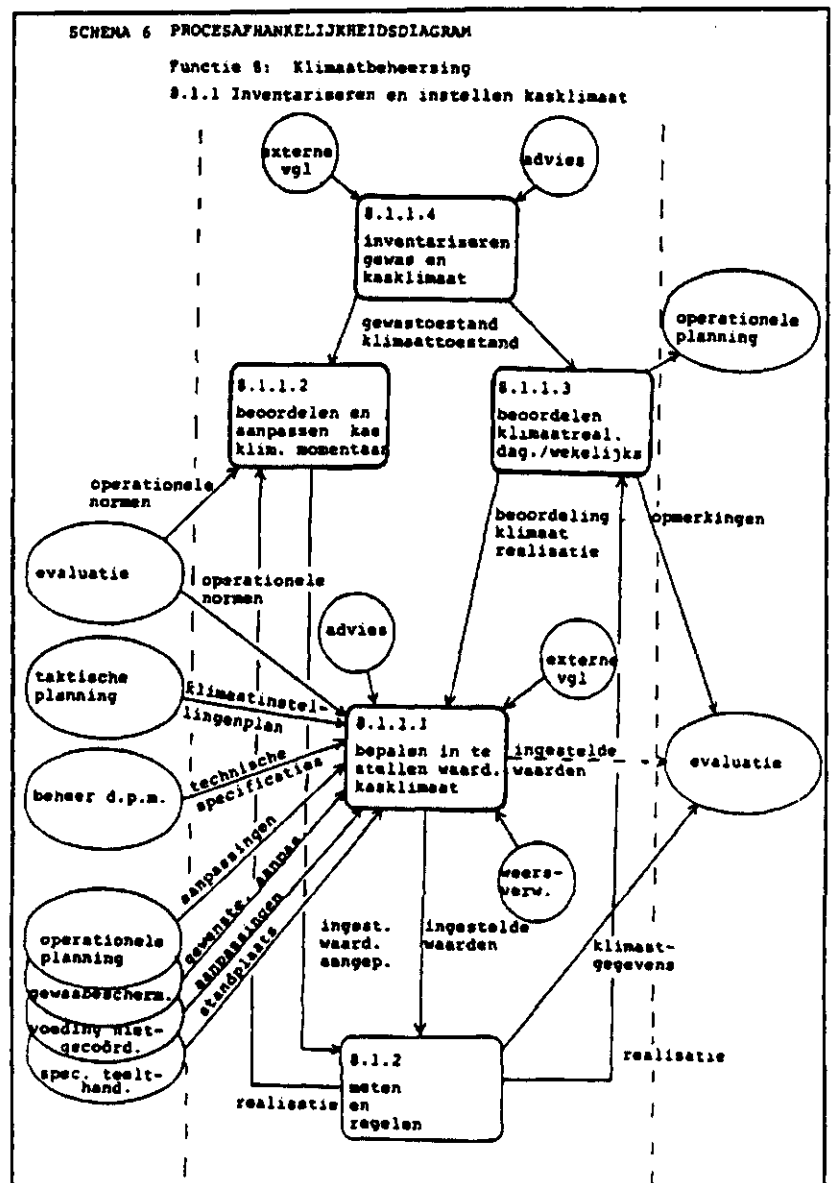 SCHEMA 6 PROCESAFHANKELIJKHEIDSDIAGRAM
Functie 8: Klimaatbeheersing
8.1.1 Inventariseren en instellen kasklimaat
externe
vgl
advies
8.1.1.4
inventariseren
gewas en
kasklimaat
gewastoestand
klimaattoestand
operationele
planning
8.1.1.2
beoordelen en
aanpassen kas
klim. momentaan
8.1.1.3
beoordelen
klimaatreal.
dag./wekelijks
operationele
normen
beoordeling
klimaat
realisatie
opmerkingen
evaluatie
operationele
normen
advies
externe
vgl
taktische
planning
klimaatinstel-
lingenplan
8.1.1.1
bepalen in te
stellen waard.
kasklimaat
ingestelde
waarden
evaluatie
beheer d.p.m.
technische
specificaties
weers-
verw.
aanpassingen
gewenste. aanpas.
aanpassingen
standplaats
operationele
planning
gewasbescherm.
voeding niet-
gecoörd.
spec. teelt-
hand.
ingest.
waard.
aangep.
ingestelde
waarden
klimaat-
gegevens
8.1.2
meten
en
regelen
realisatie
realisatie